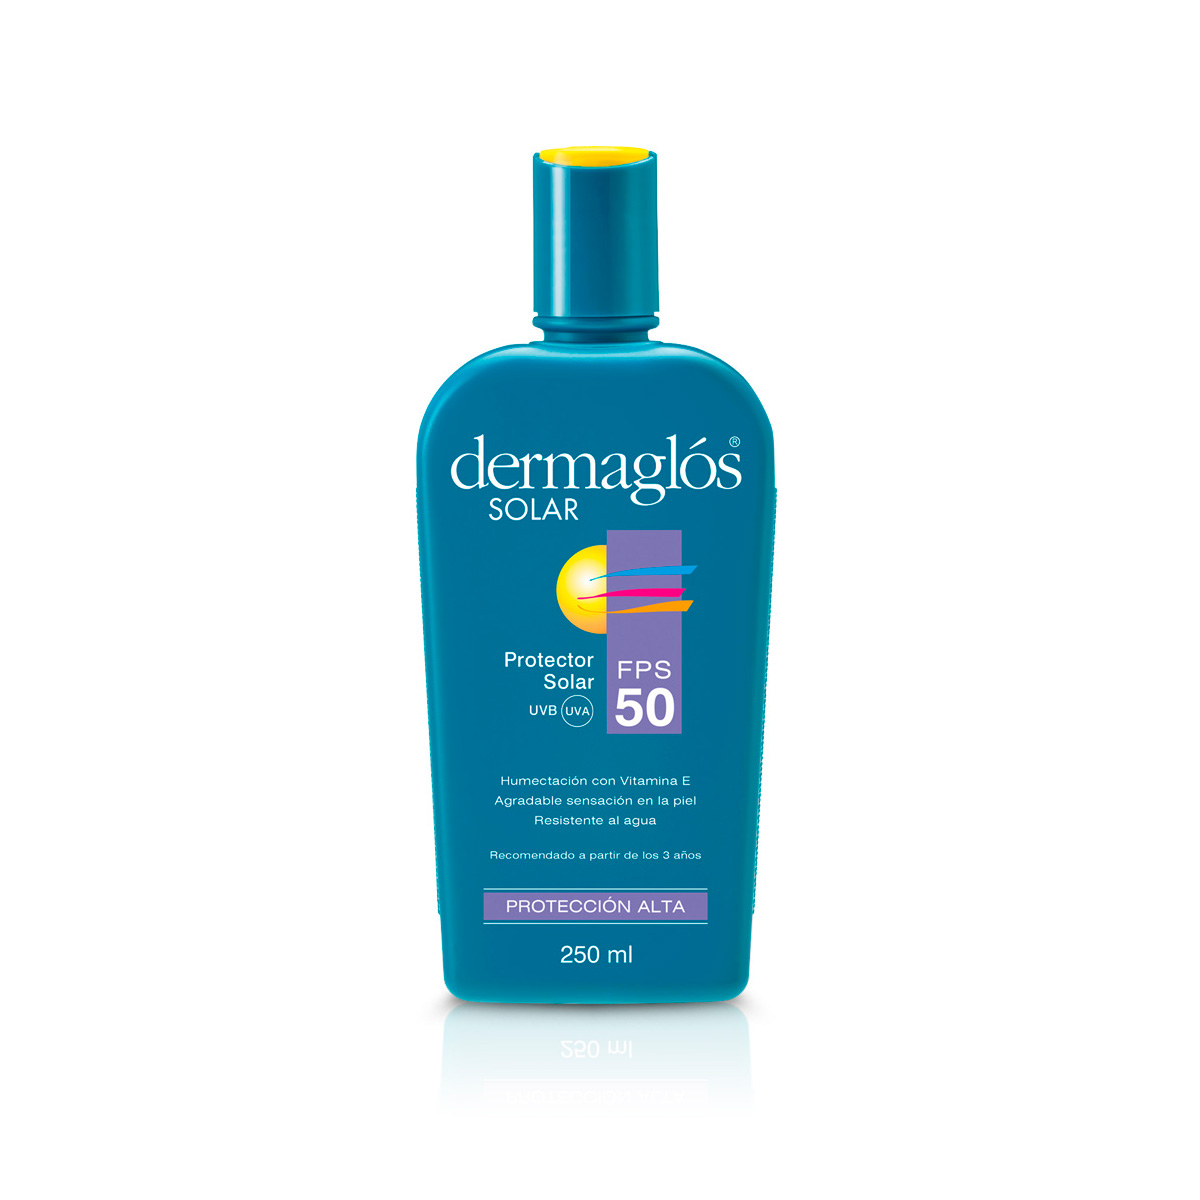 dermaglós®
SOLAR
Protector
Solar
UVB UVA
FPS
50
Humectación con Vitamina E
Agradable sensación en la piel
Resistente al agua
Recomendado a partir de los 3 años
PROTECCIÓN ALTA
250 ml